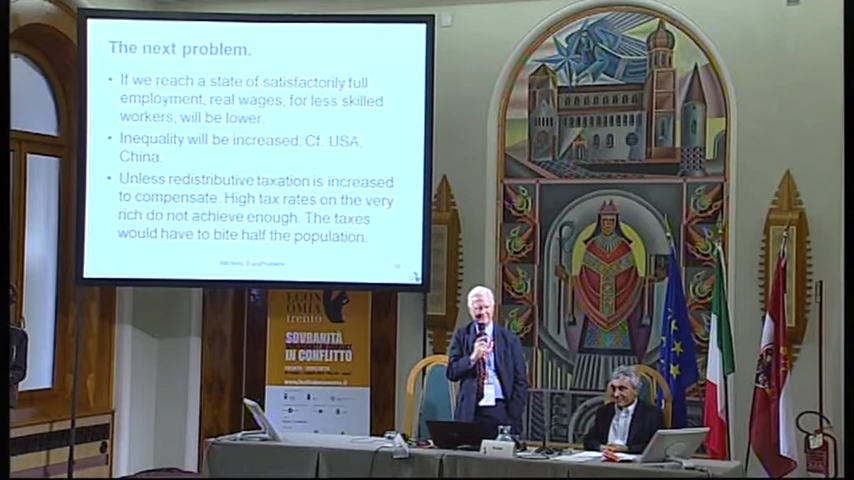 The next problem.
• If we reach a state of satisfactorily full
employment, real wages, for less skilled
workers, will be lower.
• Inequality will be increased. Cf. USA,
China.
• Unless redistributive taxation is increased
to compensate. High tax rates on the very
rich do not achieve enough. The taxes
would have to bite half the population.
ECON
OMIA
trento
SOVRANITÀ
IN CONFLITTO